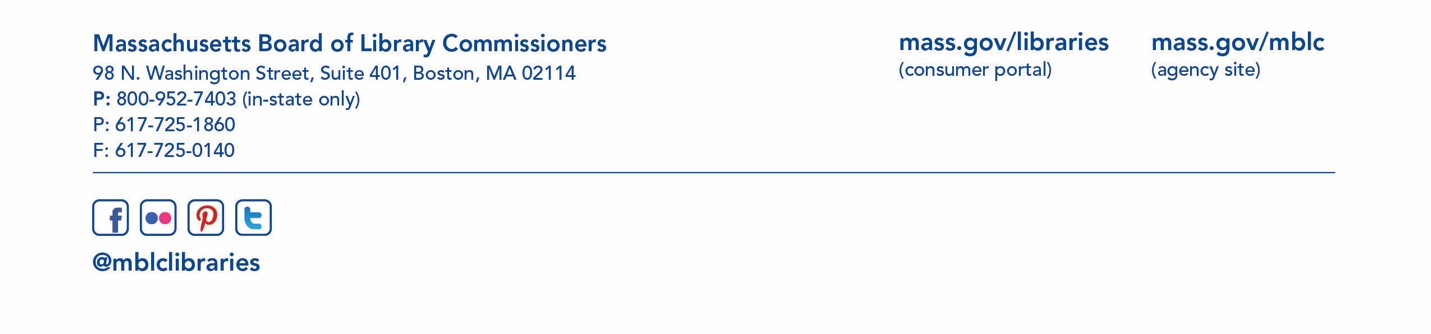 Massachusetts Board of Library Commissioners
98 N. Washington Street, Suite 401, Boston, MA 02114
P: 800-952-7403 (in-state only)
P: 617-725-1860
F: 617-725-0140
mass.gov/libraries
(consumer portal)
mass.gov/mblc
(agency site)
@mblclibraries